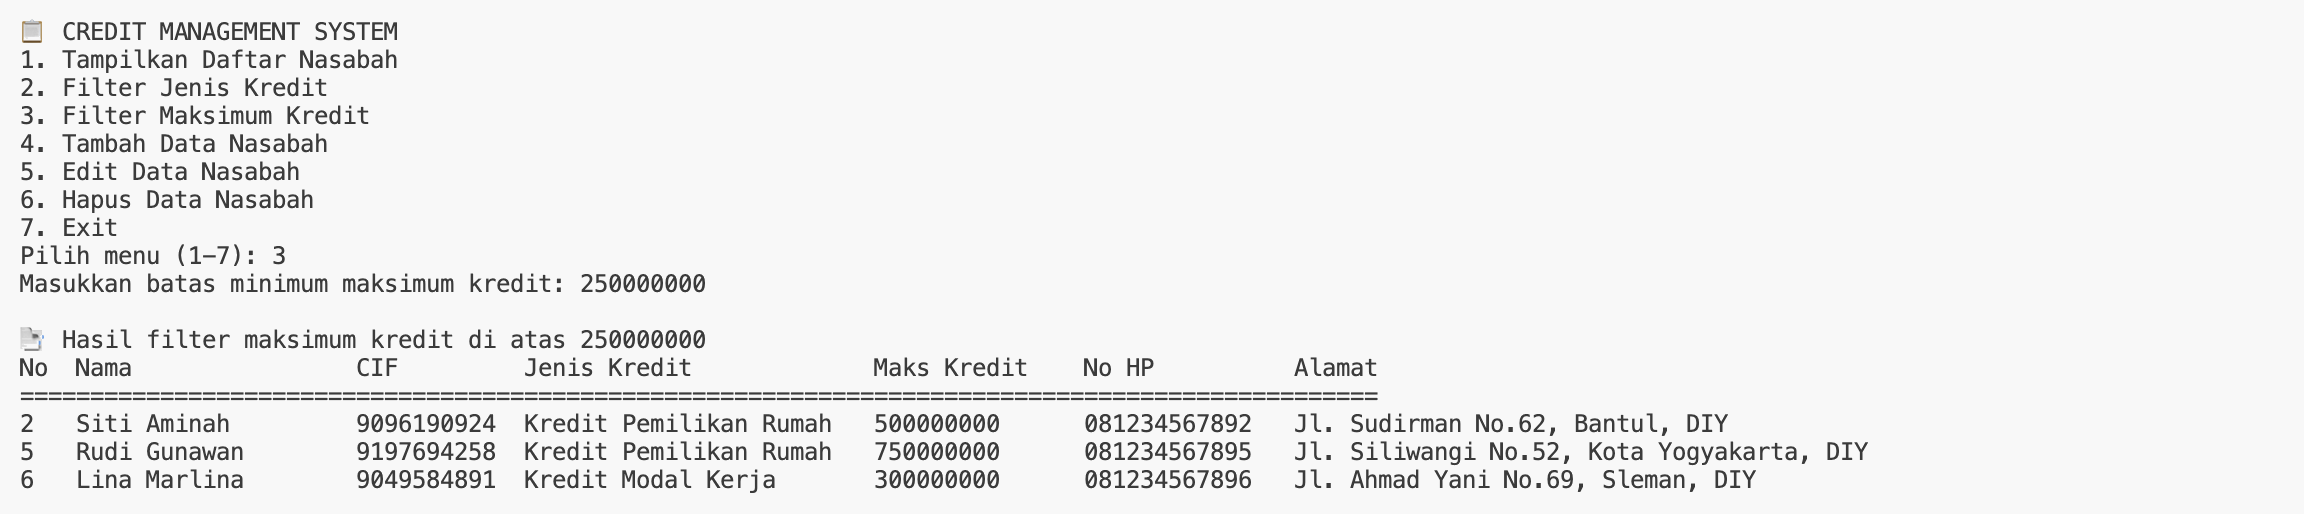 📋 CREDIT MANAGEMENT SYSTEM
1. Tampilkan Daftar Nasabah
2. Filter Jenis Kredit
3. Filter Maksimum Kredit
4. Tambah Data Nasabah
5. Edit Data Nasabah
6. Hapus Data Nasabah
7. Exit
Pilih menu (1-7): 3
Masukkan batas minimum maksimum kredit: 250000000
📑 Hasil filter maksimum kredit di atas 250000000
No  Nama                CIF         Jenis Kredit             Maks Kredit    No HP          Alamat
=================================================================================================
2   Siti Aminah         9096190924  Kredit Pemilikan Rumah   500000000      081234567892   Jl. Sudirman No.62, Bantul, DIY
5   Rudi Gunawan        9197694258  Kredit Pemilikan Rumah   750000000      081234567895   Jl. Siliwangi No.52, Kota Yogyakarta, DIY
6   Lina Marlina        9049584891  Kredit Modal Kerja       300000000      081234567896   Jl. Ahmad Yani No.69, Sleman, DIY